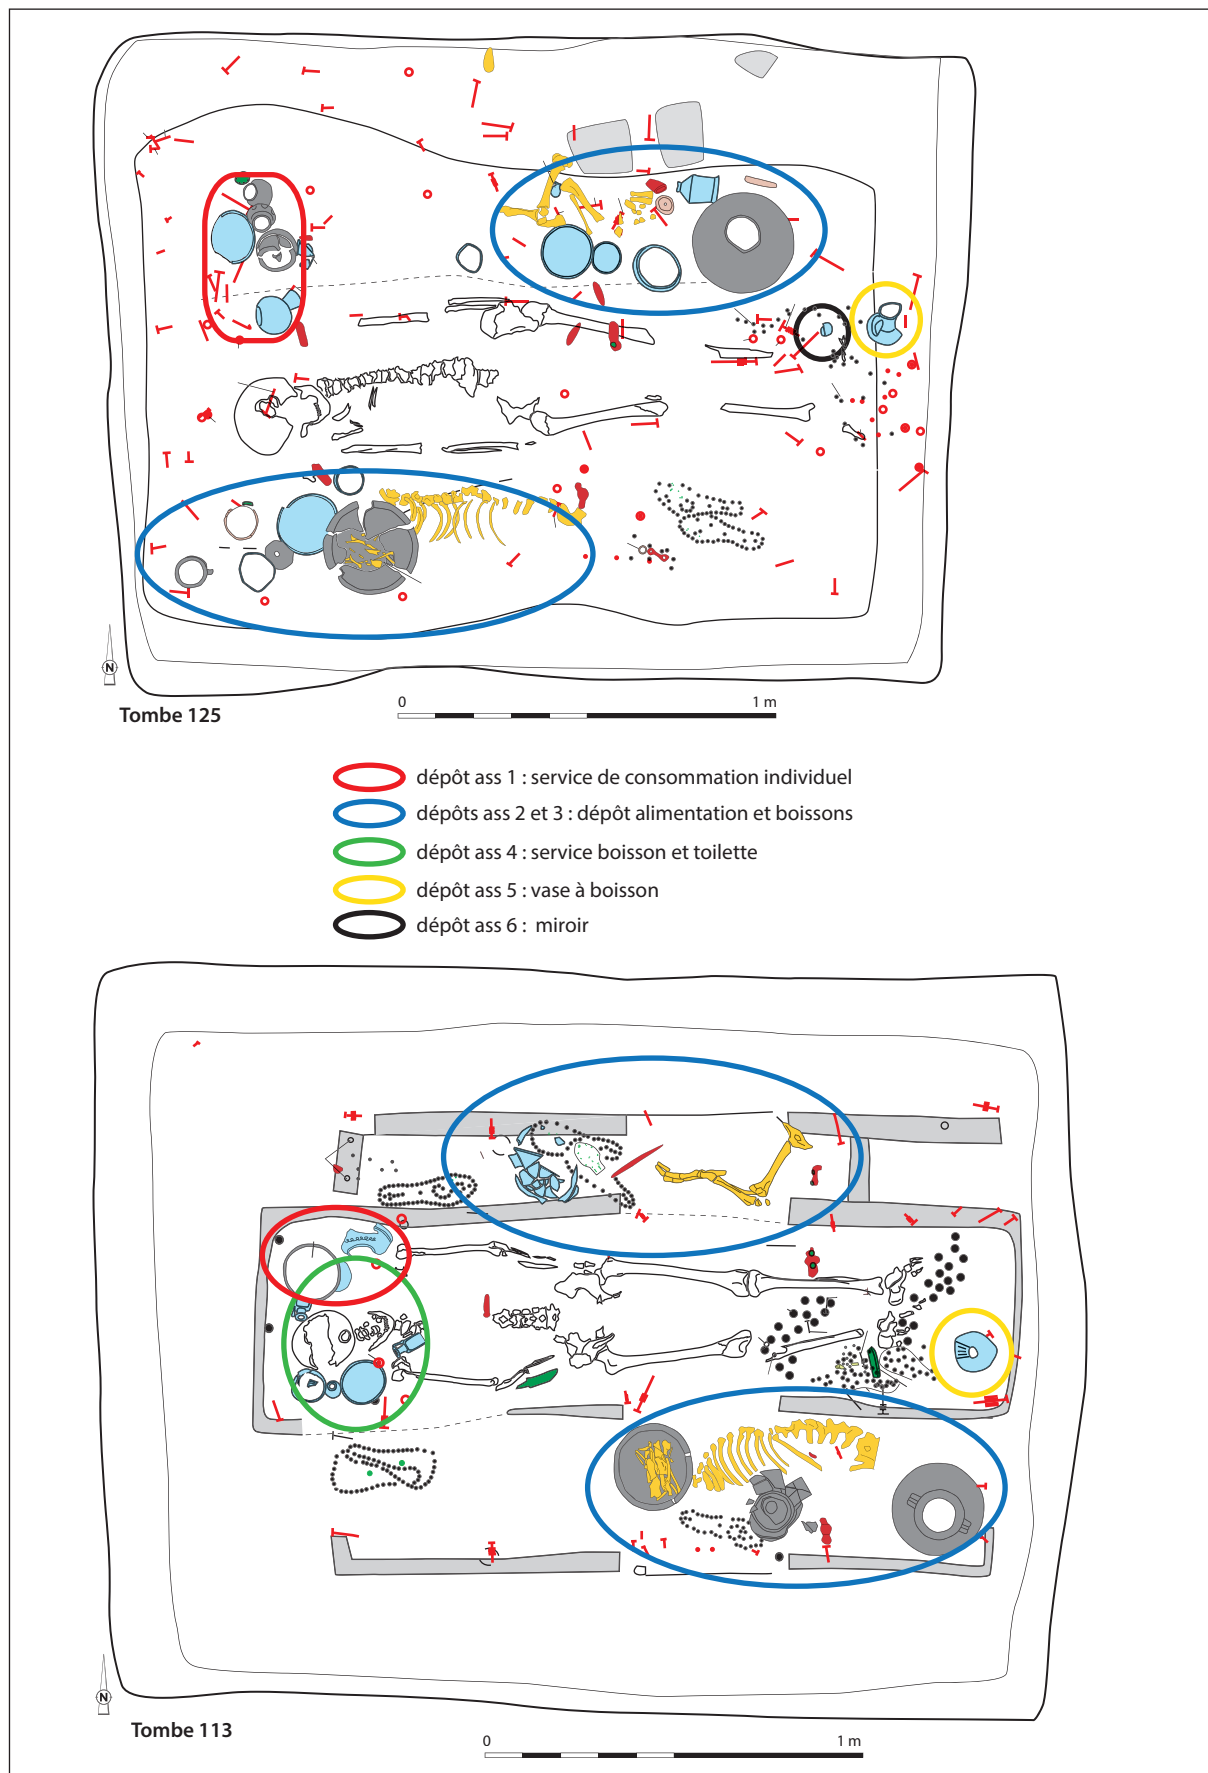 N
Tombe 125
0 1 m
dépôt ass 1 : service de consommation individuel
dépôts ass 2 et 3 : dépôt alimentation et boissons
dépôt ass 4 : service boisson et toilette
dépôt ass 5 : vase à boisson
dépôt ass 6 : miroir
N
Tombe 113
0 1 m